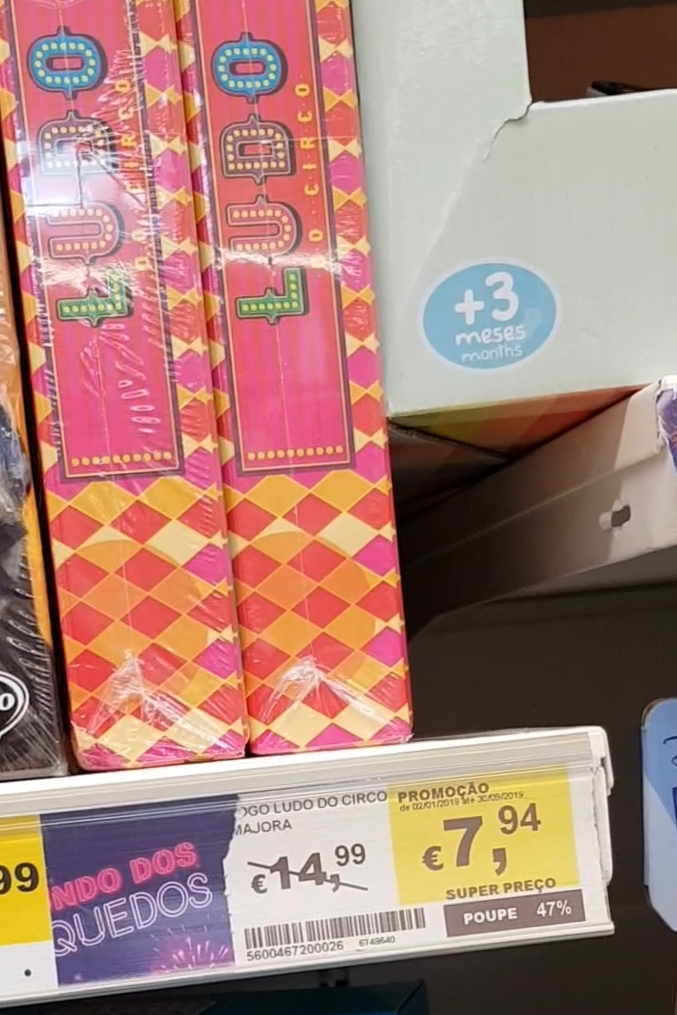 LUDO
DO CIRCO
LUDO
O CIRCO
+3
meses
months
99
NDO DOS
QUEDOS
OGO LUDO DO CIRCO
MAJORA
€14,99
5600467200026 6748640
PROMOÇÃO
de 02/01/2019 até 30/09/2019
€7,94
SUPER PREÇO
POUPE 47%